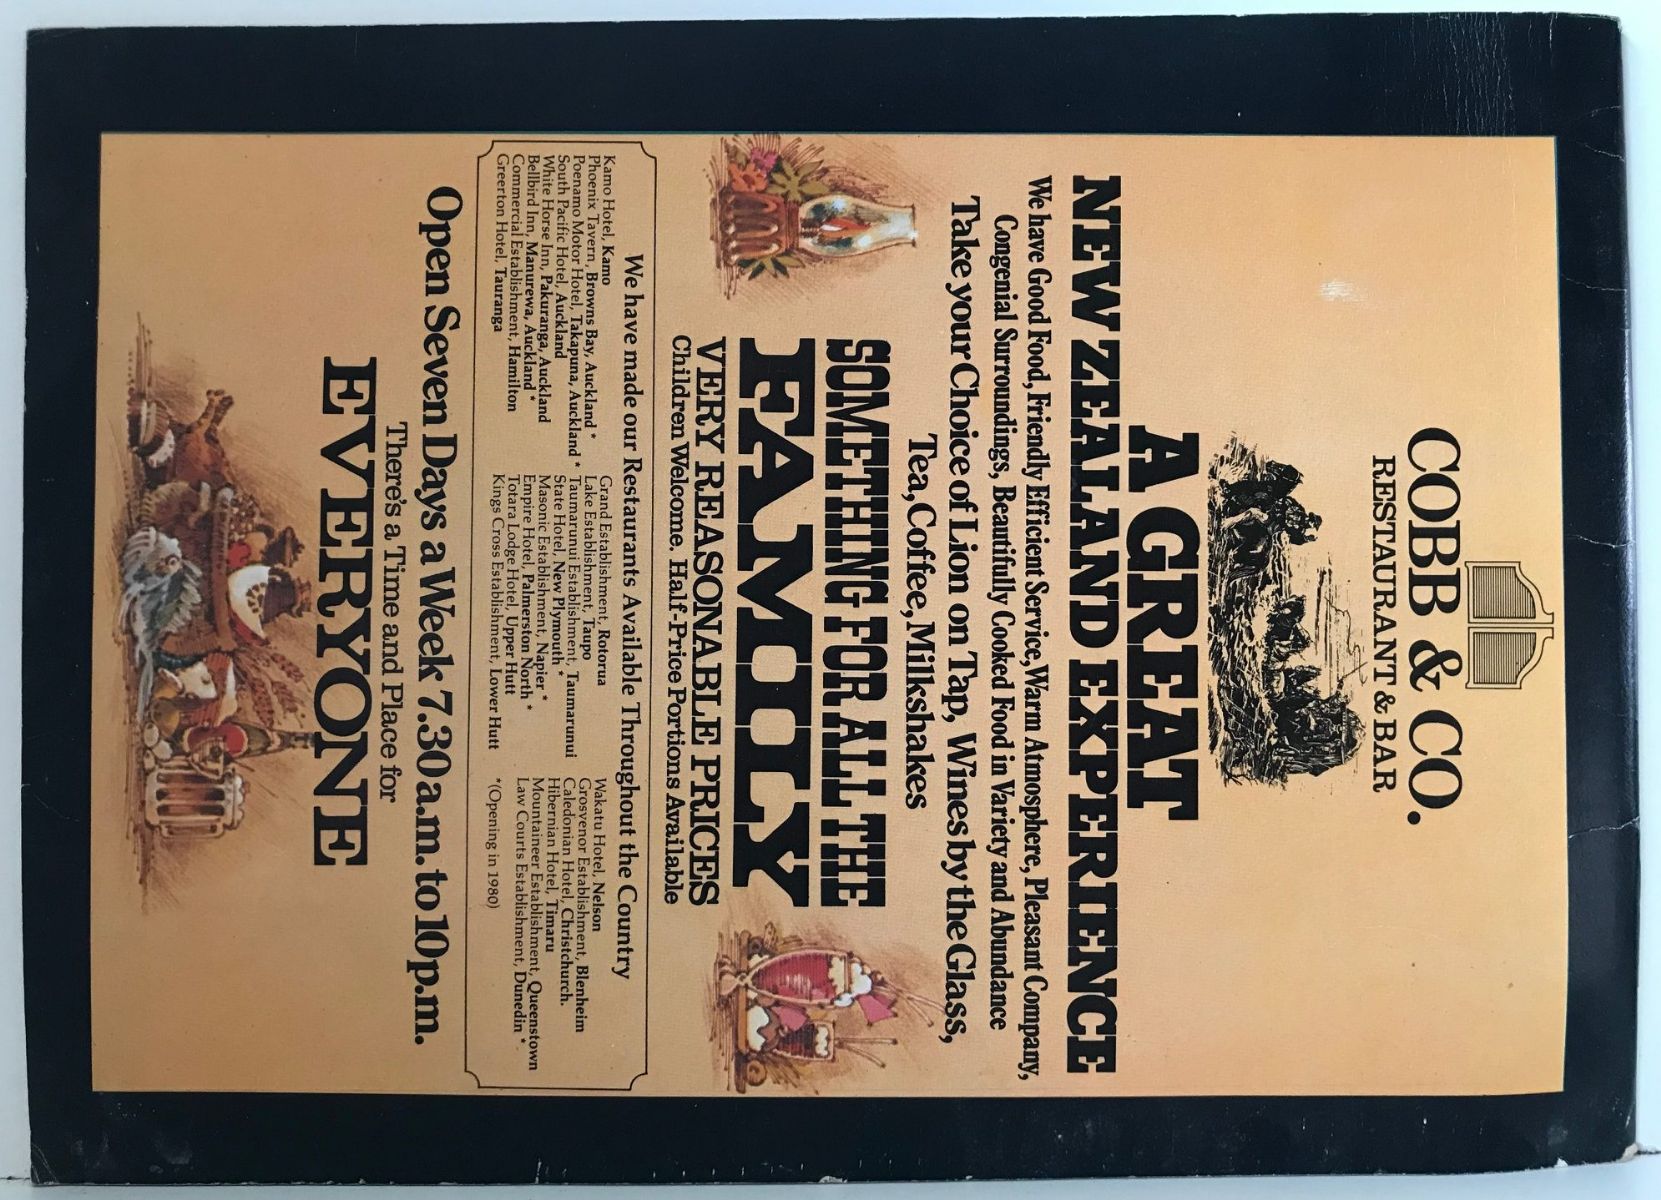 COBB & CO.
RESTAURANT & BAR
A GREAT
NEW ZEALAND EXPERIENCE
We have Good Food, Friendly Efficient Service, Warm Atmosphere, Pleasant Company,
Congenial Surroundings, Beautifully Cooked Food in Variety and Abundance
Take your Choice of Lion on Tap, Wines by the Glass,
Tea, Coffee, Milkshakes
SOMETHING FOR ALL THE
FAMILY
VERY REASONABLE PRICES
Children Welcome. Half-Price Portions Available
We have made our Restaurants Available Throughout the Country
Kamo Hotel, Kamo
Phoenix Tavern, Browns Bay, Auckland *
Poenamo Motor Hotel, Takapuna, Auckland *
South Pacific Hotel, Auckland
White Horse Inn, Pakuranga, Auckland
Bellbird Inn, Manurewa, Auckland *
Commercial Establishment, Hamilton
Greerton Hotel, Tauranga
Grand Establishment, Rotorua
Lake Establishment, Taupo
Taumarunui Establishment, Taumarunui
State Hotel, New Plymouth *
Masonic Establishment, Napier *
Empire Hotel, Palmerston North *
Totara Lodge Hotel, Upper Hutt
Kings Cross Establishment, Lower Hutt
Wakatu Hotel, Nelson
Grosvenor Establishment, Blenheim
Caledonian Hotel, Christchurch.
Hibernian Hotel, Timaru
Mountaineer Establishment, Queenstown
Law Courts Establishment, Dunedin *
*(Opening in 1980)
Open Seven Days a Week 7.30a.m. to 10p.m.
There's a Time and Place for
EVERYONE